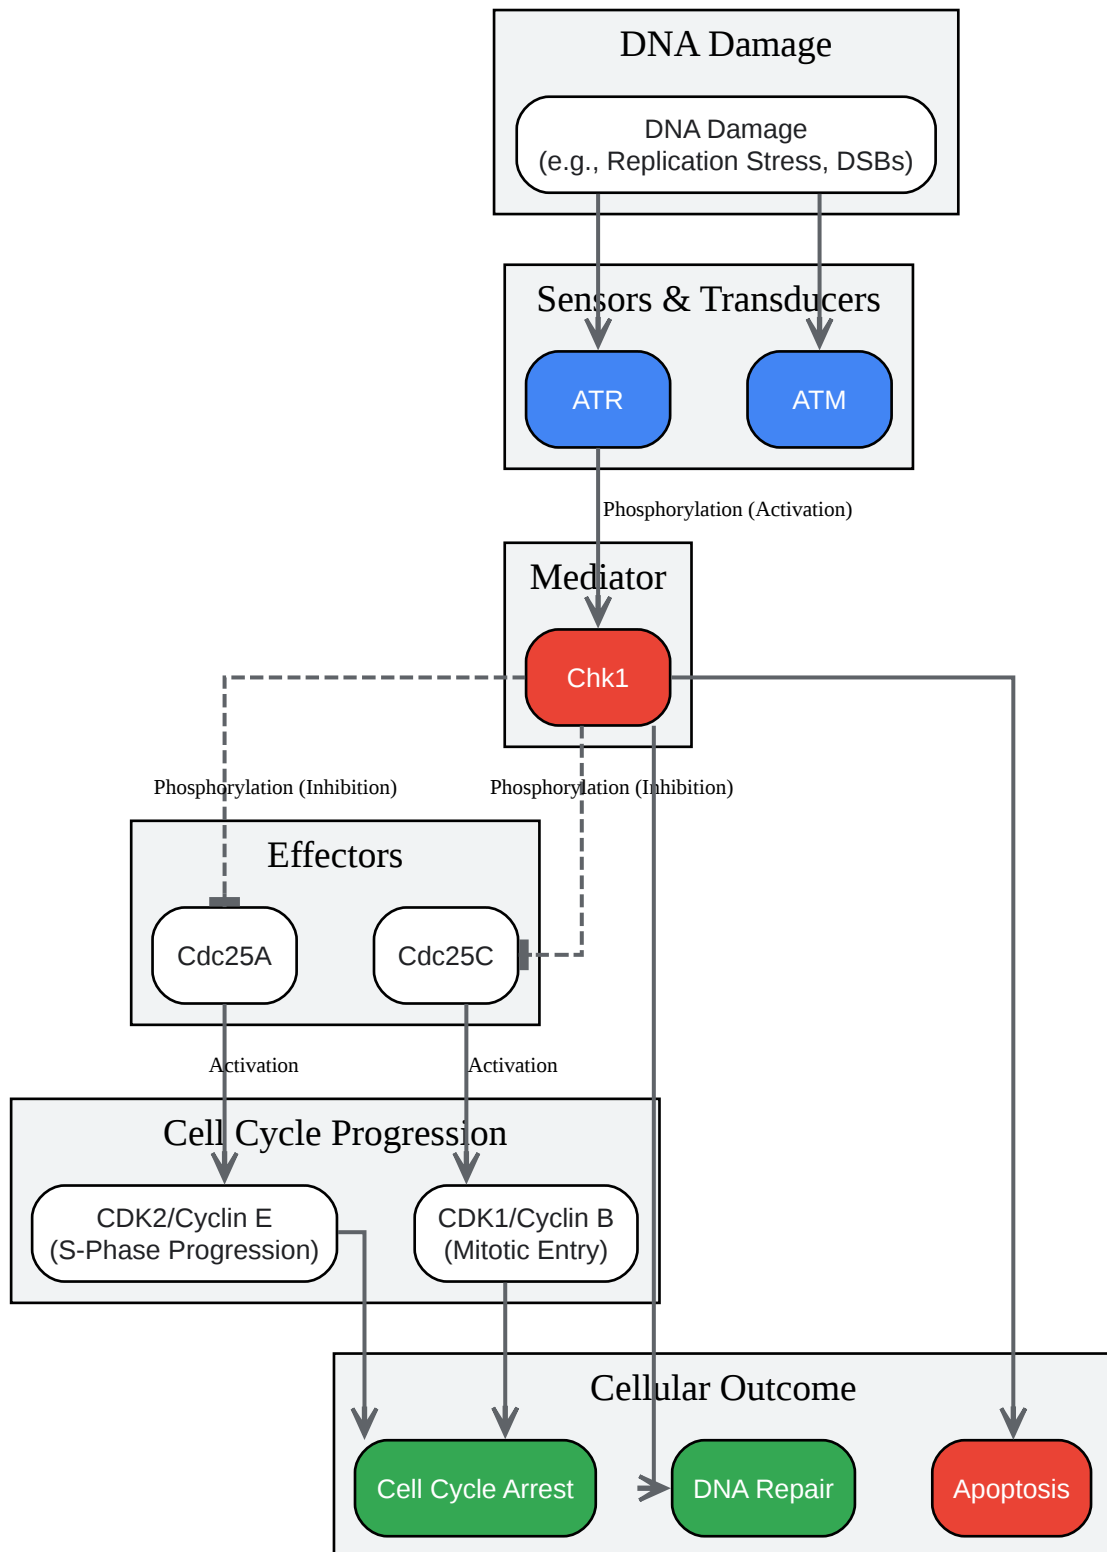 DNA Damage
DNA Damage
(e.g., Replication Stress, DSBs)
Sensors & Transducers
ATR
ATM
Phosphorylation (Activation)
Mediator
Chk1
Phosphorylation (Inhibition)
Phosphorylation (Inhibition)
Effectors
Cdc25A
Cdc25C
Activation
Activation
Cell Cycle Progression
CDK2/Cyclin E
(S-Phase Progression)
CDK1/Cyclin B
(Mitotic Entry)
Cellular Outcome
Cell Cycle Arrest
DNA Repair
Apoptosis